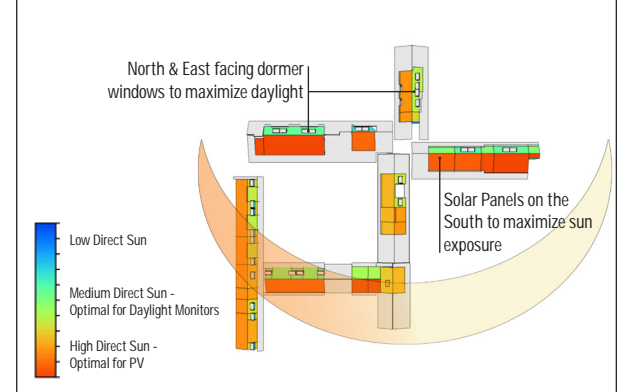 North & East facing dormer
windows to maximize daylight
Solar Panels on the
South to maximize sun
exposure
Low Direct Sun
Medium Direct Sun -
Optimal for Daylight Monitors
High Direct Sun -
Optimal for PV